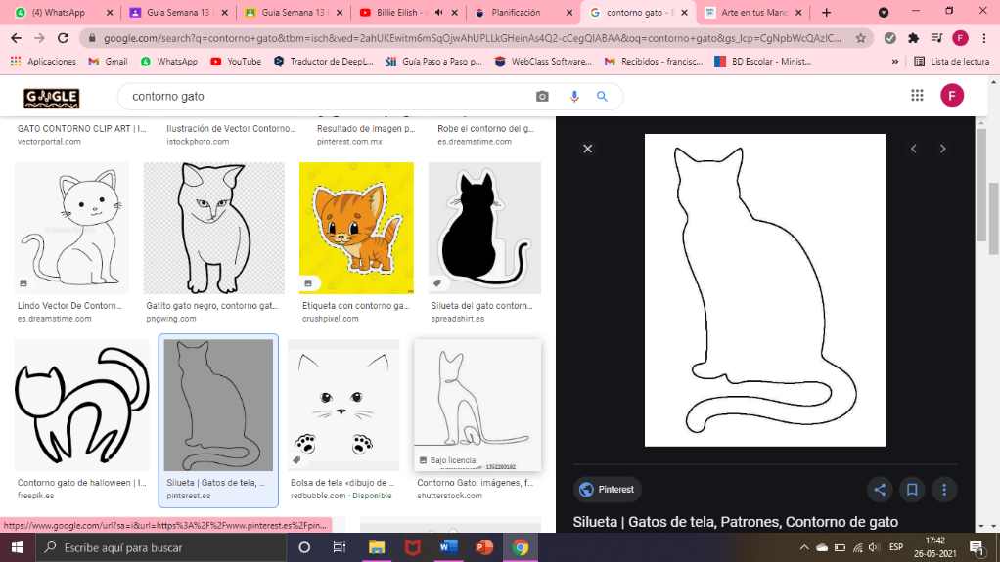 (4) WhatsApp
Guia Semana 13 l
Guia Semana 13 l
Billie Eilish -
Planificación
contorno gato -
Arte en tus Mano
google.com/search?q=contorno+gato&tbm=isch&ved=2ahUKEwitm6mSqOjwAhUPLLkGHeinAs4Q2-cCegQIABAA&oq=contorno+gato&gs_lcp=CgNpbWcQAzIC...
F
Aplicaciones
Gmail
WhatsApp
YouTube
Traductor de DeepL...
Guía Paso a Paso p...
WebClass Software...
Recibidos - francisc...
BD Escolar - Minist...
»
Lista de lectura
GOOGLE
contorno gato
F
GATO CONTORNO CLIP ART | I...
vectorportal.com
Ilustración de Vector Contorno...
istockphoto.com
Resultado de imagen p...
pinterest.com.mx
Robe el contorno del g...
es.dreamstime.com
Lindo Vector De Contorn...
es.dreamstime.com
Gatito gato negro, contorno gat...
pngwing.com
Etiqueta con contorno ga...
crushpixel.com
Silueta del gato contorn...
spreadshirt.es
Bajo licencia
Contorno gato de halloween | I...
freepik.es
Silueta | Gatos de tela, ...
pinterest.es
Bolsa de tela «dibujo de ...
redbubble.com · Disponible
Contorno Gato: imágenes, f...
shutterstock.com
Pinterest
Silueta | Gatos de tela, Patrones, Contorno de gato
https://www.google.com/url?sa=i&url=https%3A%2F%2Fwww.pinterest.es%2Fpin...
Escribe aquí para buscar
ESP
17:42
26-05-2021
1